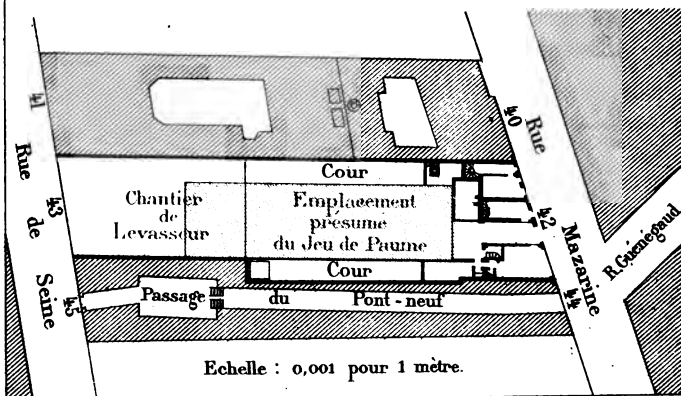 41
Rue
43
de
Seine
45
Cour
Chantier
de
Levasseur
Emplacement
présumé
du Jeu de Paume
Cour
Passage
du
Pont-neuf
40
Rue
42
Mazarine
44
R. Guénégaud
Echelle : 0,001 pour 1 mètre.